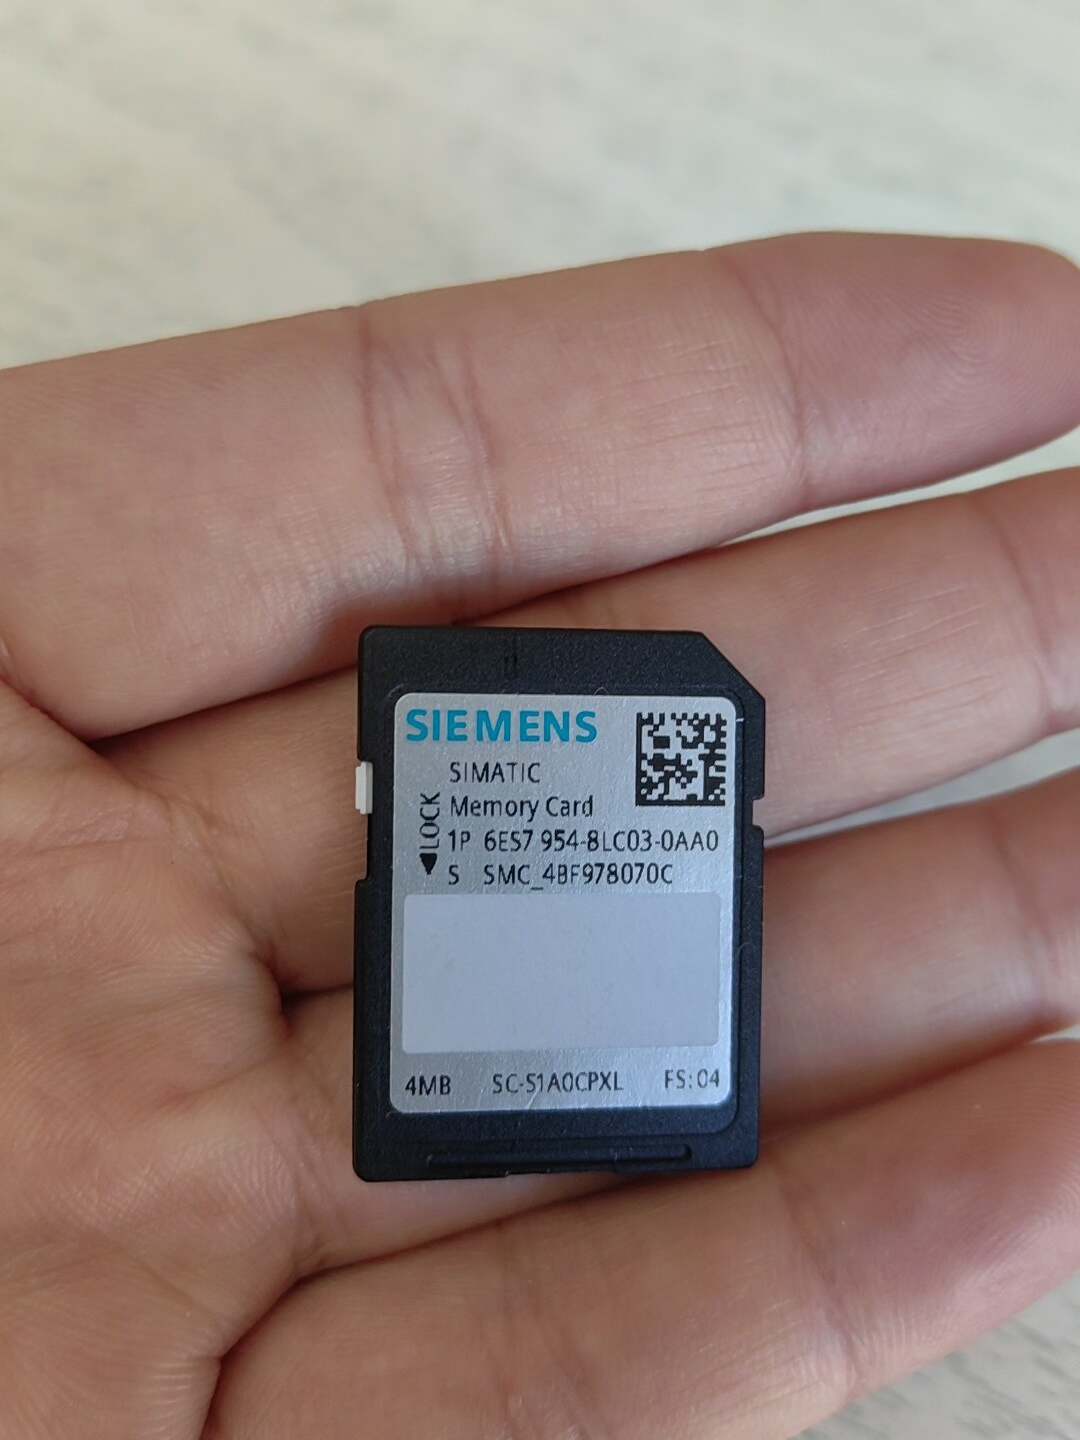 SIEMENS
SIMATIC
Memory Card
LOCK
1P 6ES7 954-8LC03-0AA0
S SMC_4BF978070C
4MB SC-S1A0CPXL FS:04